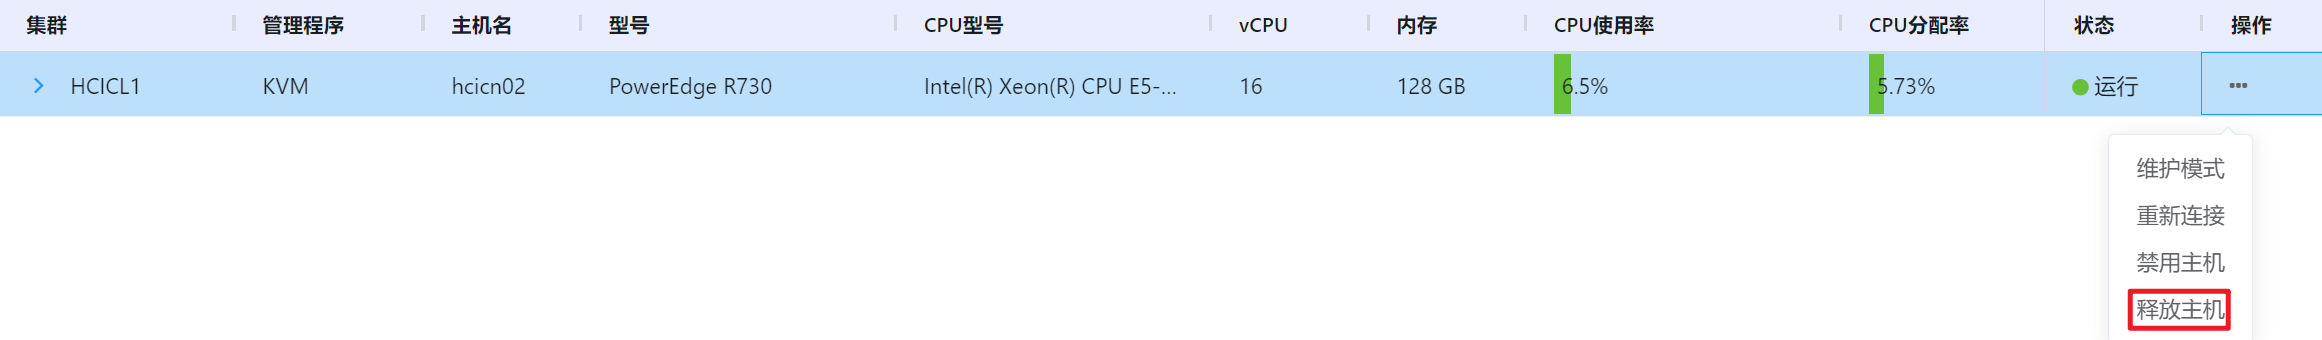 集群 管理程序 主机名 型号 CPU型号 vCPU 内存 CPU使用率 CPU分配率 状态 操作
HCICL1 KVM hcicn02 PowerEdge R730 Intel(R) Xeon(R) CPU E5-... 16 128 GB 6.5% 5.73% 运行 •••
维护模式
重新连接
禁用主机
释放主机